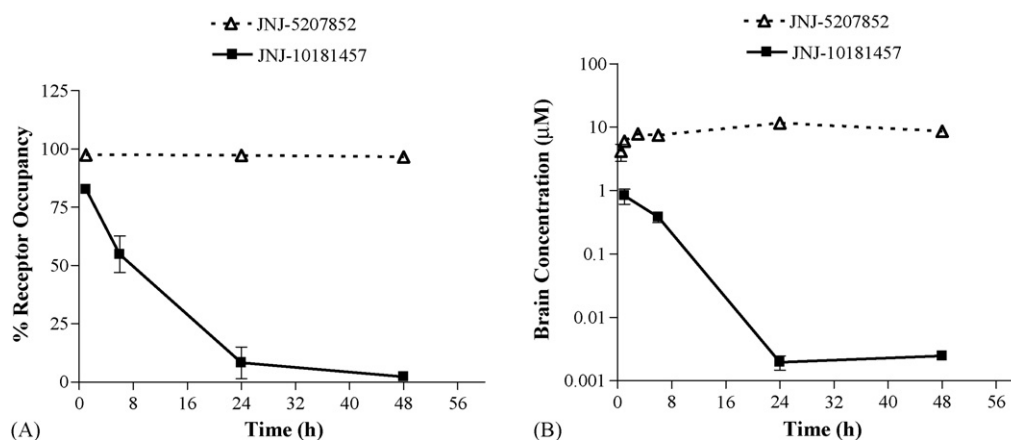 JNJ-5207852
JNJ-10181457
% Receptor Occupancy
100
75
50
25
0
0 8 16 24 32 40 48 56
Time (h)
(A)
JNJ-5207852
JNJ-10181457
Brain Concentration (μM)
100
10
1
0.1
0.01
0.001
0 8 16 24 32 40 48 56
Time (h)
(B)